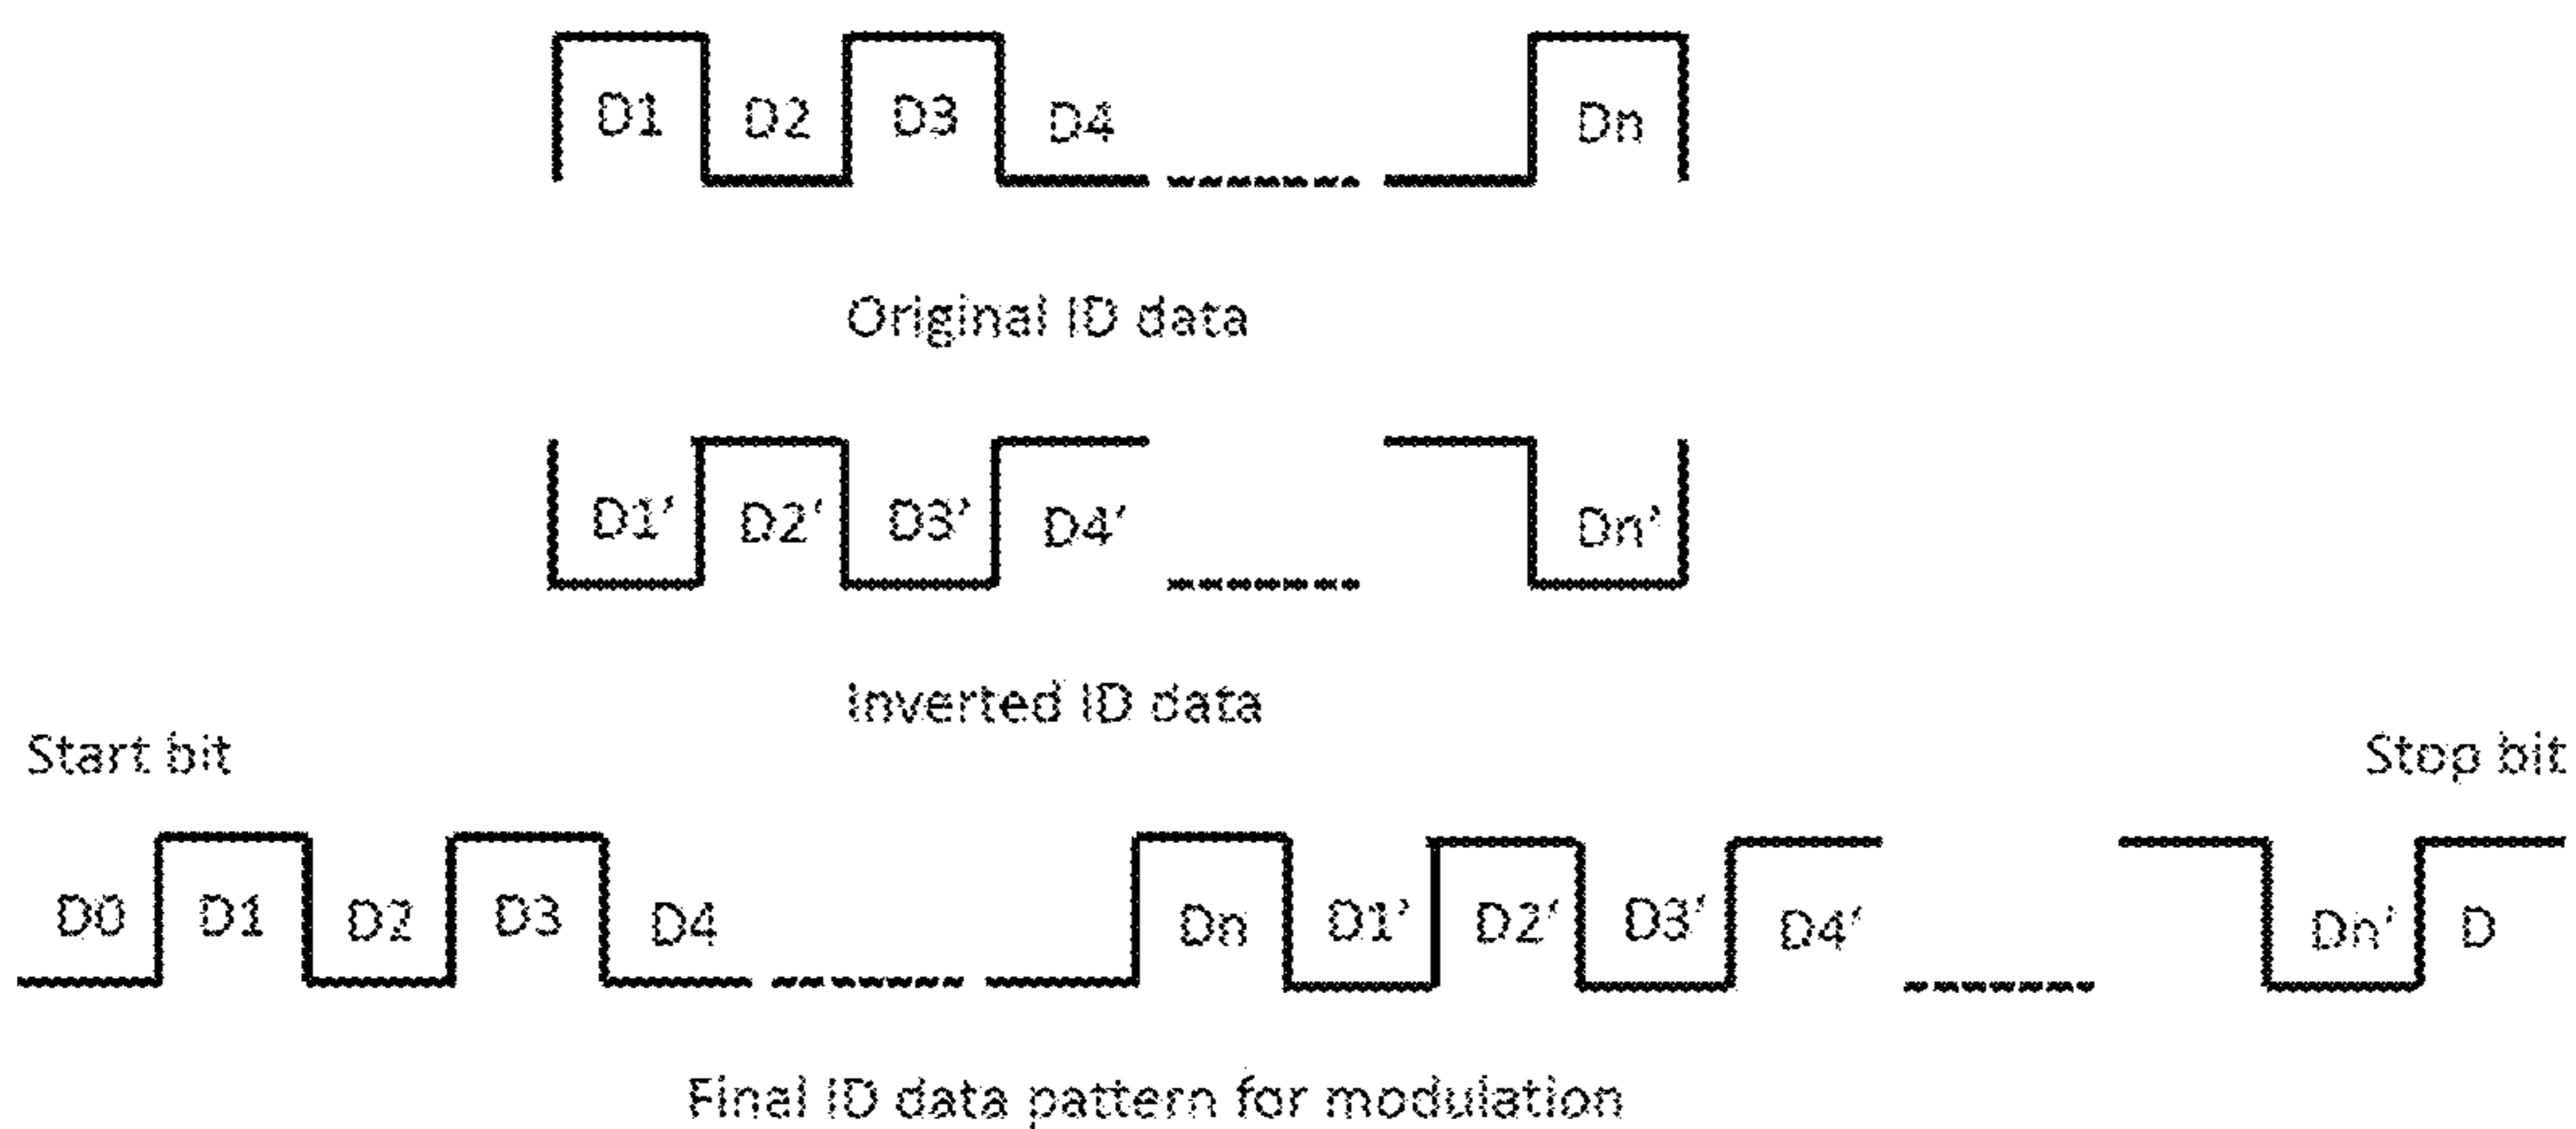 D1 D2 D3 D4 Dn
Original ID data
D1' D2' D3' D4' Dn'
Inverted ID data
Start bit Stop bit
D0 D1 D2 D3 D4 Dn D1' D2' D3' D4' Dn' D
Final ID data pattern for modulation